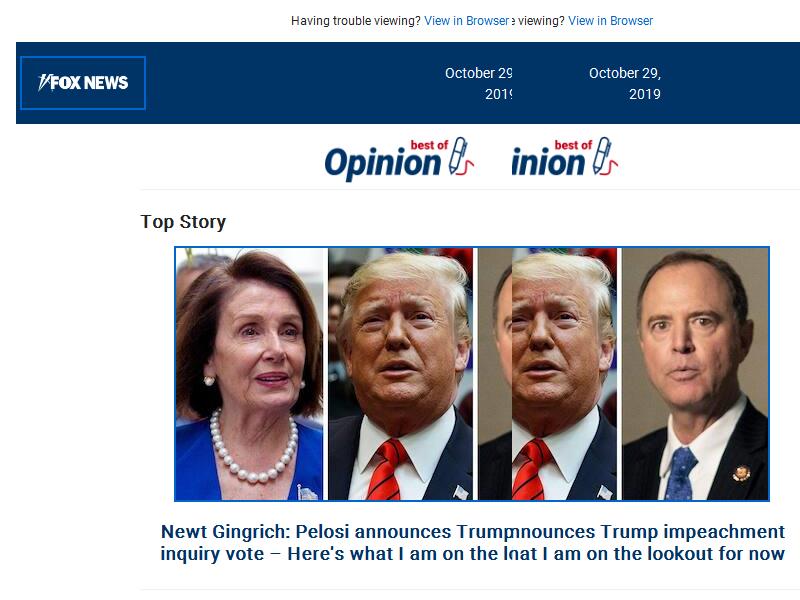 Having trouble viewing? View in Browser e viewing? View in Browser
FOX NEWS
October 29 October 29,
2019 2019
best of best of
Opinion inion
Top Story
Newt Gingrich: Pelosi announces Trumpnnounces Trump impeachment
inquiry vote – Here's what I am on the lnat I am on the lookout for now